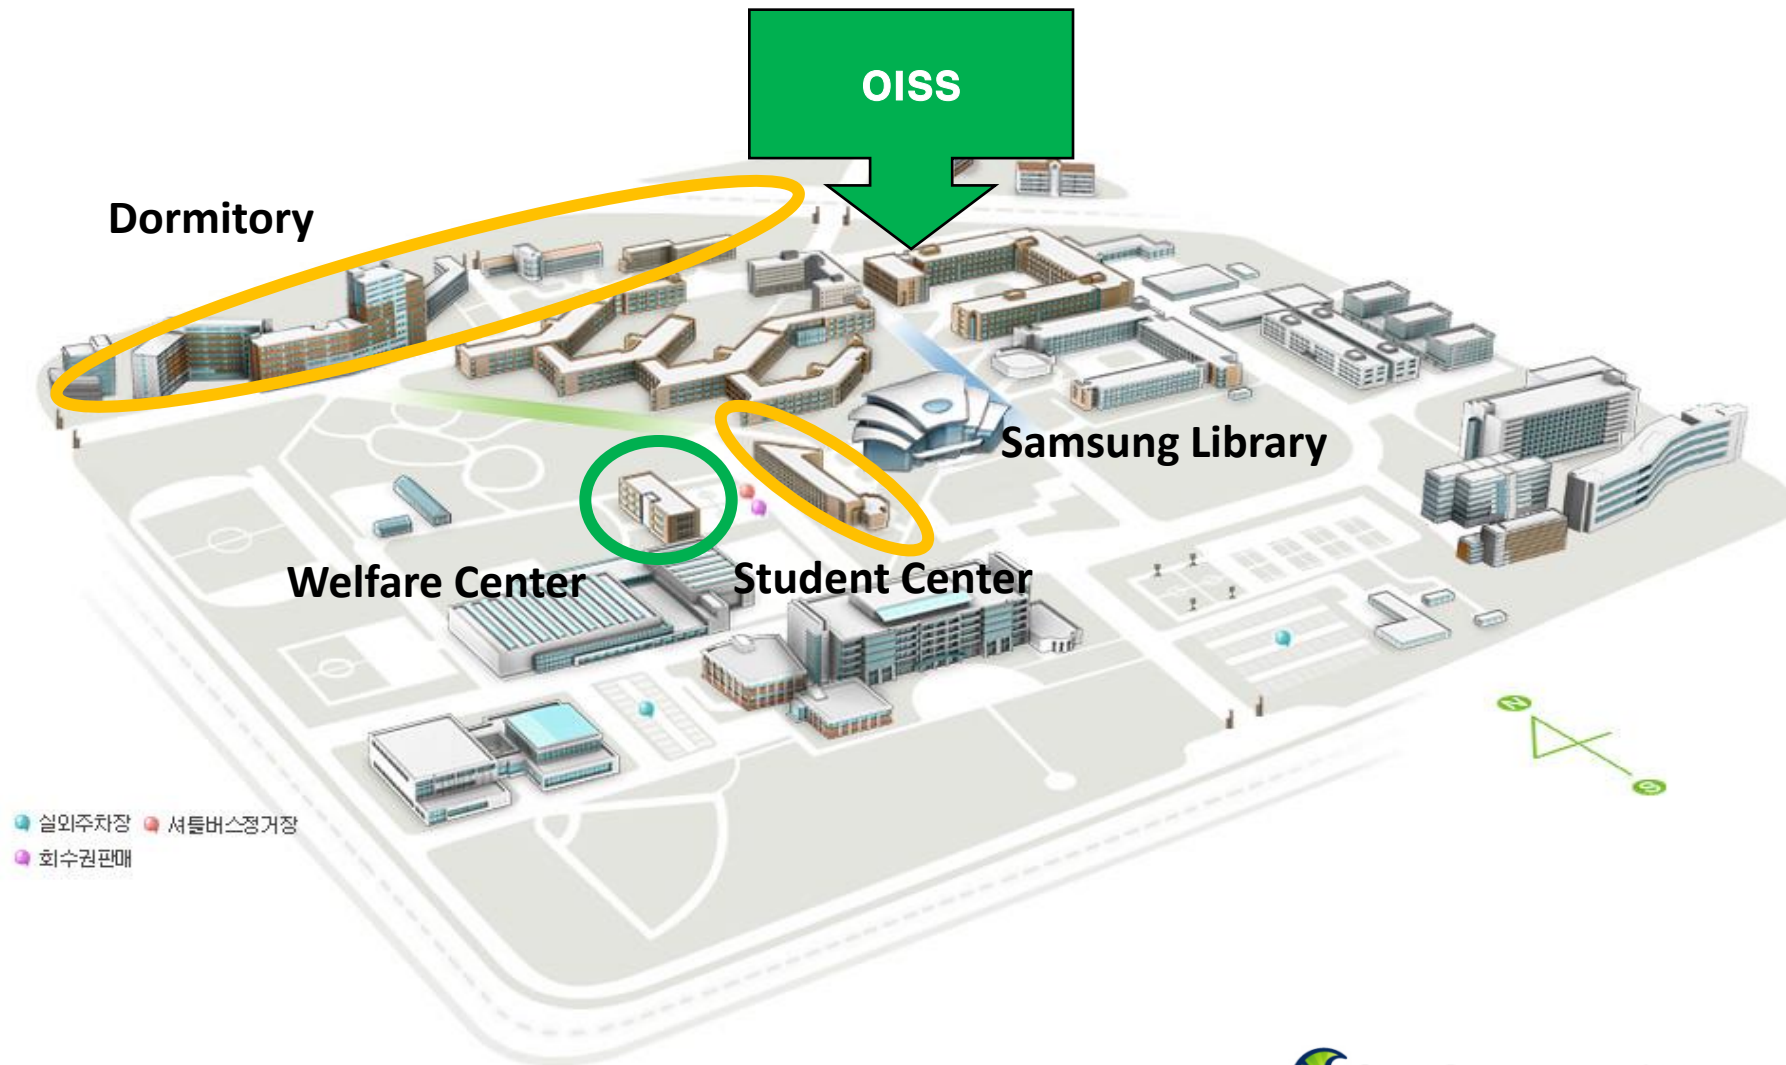 OISS
Dormitory
Samsung Library
Welfare Center
Student Center
N
S
실외주차장 셔틀버스정거장
회수권판매